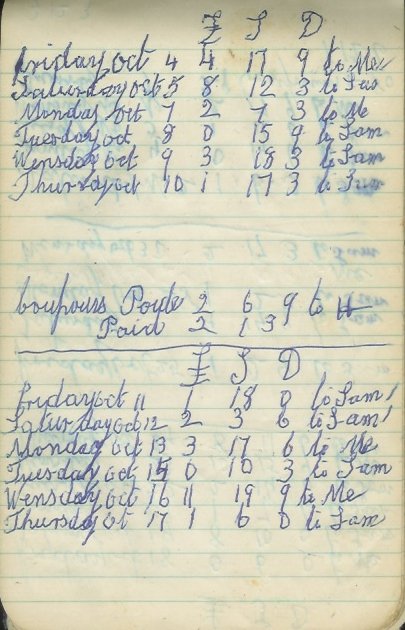 £ S D
Friday Oct 4 4 17 9 to Me
Saturday Oct 5 8 12 3 to Sam
Monday Oct 7 2 7 3 to Me
Tuesday Oct 8 0 15 9 to Sam
Wensday Oct 9 3 18 3 to Sam
Thursday Oct 10 1 17 3 to Sam
2 6 9 to
Paid 2 1 3
£ S D
Friday Oct 11 1 18 0 to Sam
Saturday Oct 12 2 3 6 to Sam
Monday Oct 13 3 17 6 to Me
Tuesday Oct 15 0 10 3 to Sam
Wensday Oct 16 11 19 9 to Me
Thursday Oct 17 1 6 0 to Sam